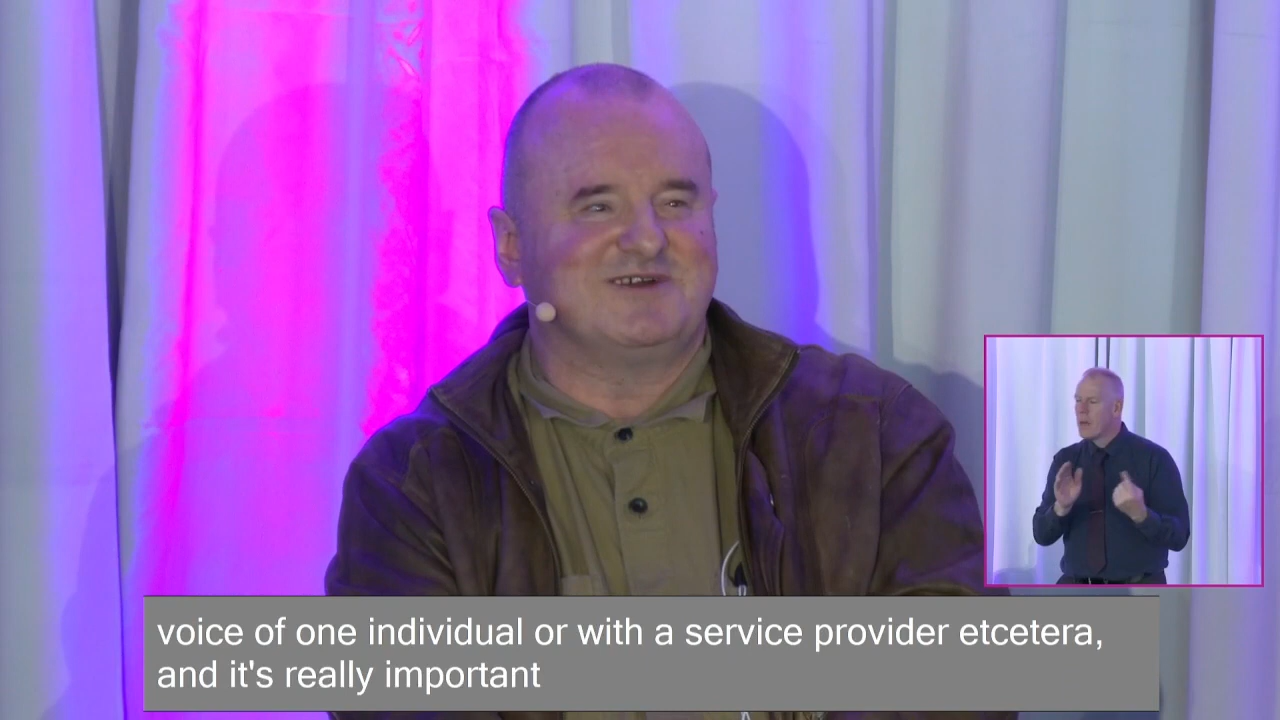 voice of one individual or with a service provider etcetera,
and it's really important